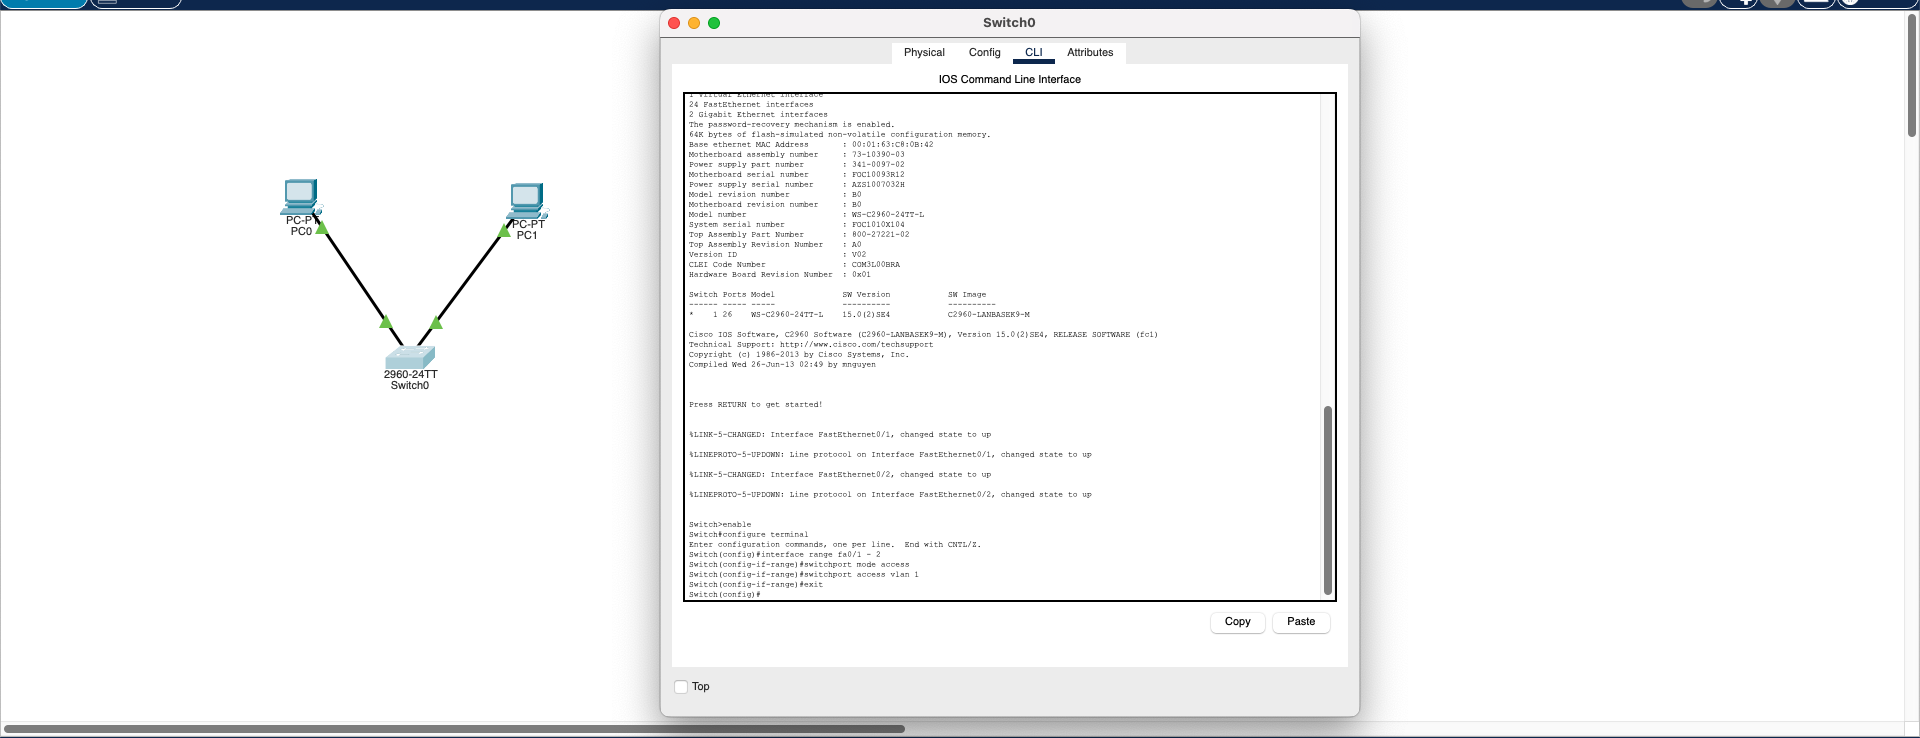 Switch0
Physical Config CLI Attributes
IOS Command Line Interface
1 Virtual Ethernet interface
24 FastEthernet interfaces
2 Gigabit Ethernet interfaces
The password-recovery mechanism is enabled.
64K bytes of flash-simulated non-volatile configuration memory.
Base ethernet MAC Address : 00:01:63:C8:0B:42
Motherboard assembly number : 73-10390-03
Power supply part number : 341-0097-02
Motherboard serial number : FOC10093R12
Power supply serial number : AZS1007032H
Model revision number : B0
Motherboard revision number : B0
Model number : WS-C2960-24TT-L
System serial number : FOC1010X104
Top Assembly Part Number : 800-27221-02
Top Assembly Revision Number : A0
Version ID : V02
CLEI Code Number : COM3L00BRA
Hardware Board Revision Number : 0x01
Switch Ports Model SW Version SW Image
------ ----- ----- ---------- ----------
* 1 26 WS-C2960-24TT-L 15.0(2)SE4 C2960-LANBASEK9-M
Cisco IOS Software, C2960 Software (C2960-LANBASEK9-M), Version 15.0(2)SE4, RELEASE SOFTWARE (fc1)
Technical Support: http://www.cisco.com/techsupport
Copyright (c) 1986-2013 by Cisco Systems, Inc.
Compiled Wed 26-Jun-13 02:49 by mnguyen
Press RETURN to get started!
%LINK-5-CHANGED: Interface FastEthernet0/1, changed state to up
%LINEPROTO-5-UPDOWN: Line protocol on Interface FastEthernet0/1, changed state to up
%LINK-5-CHANGED: Interface FastEthernet0/2, changed state to up
%LINEPROTO-5-UPDOWN: Line protocol on Interface FastEthernet0/2, changed state to up
Switch>enable
Switch#configure terminal
Enter configuration commands, one per line. End with CNTL/Z.
Switch(config)#interface range fa0/1 - 2
Switch(config-if-range)#switchport mode access
Switch(config-if-range)#switchport access vlan 1
Switch(config-if-range)#exit
Switch(config)#
Copy Paste
Top
PC-PT
PC0
PC-PT
PC1
2960-24TT
Switch0